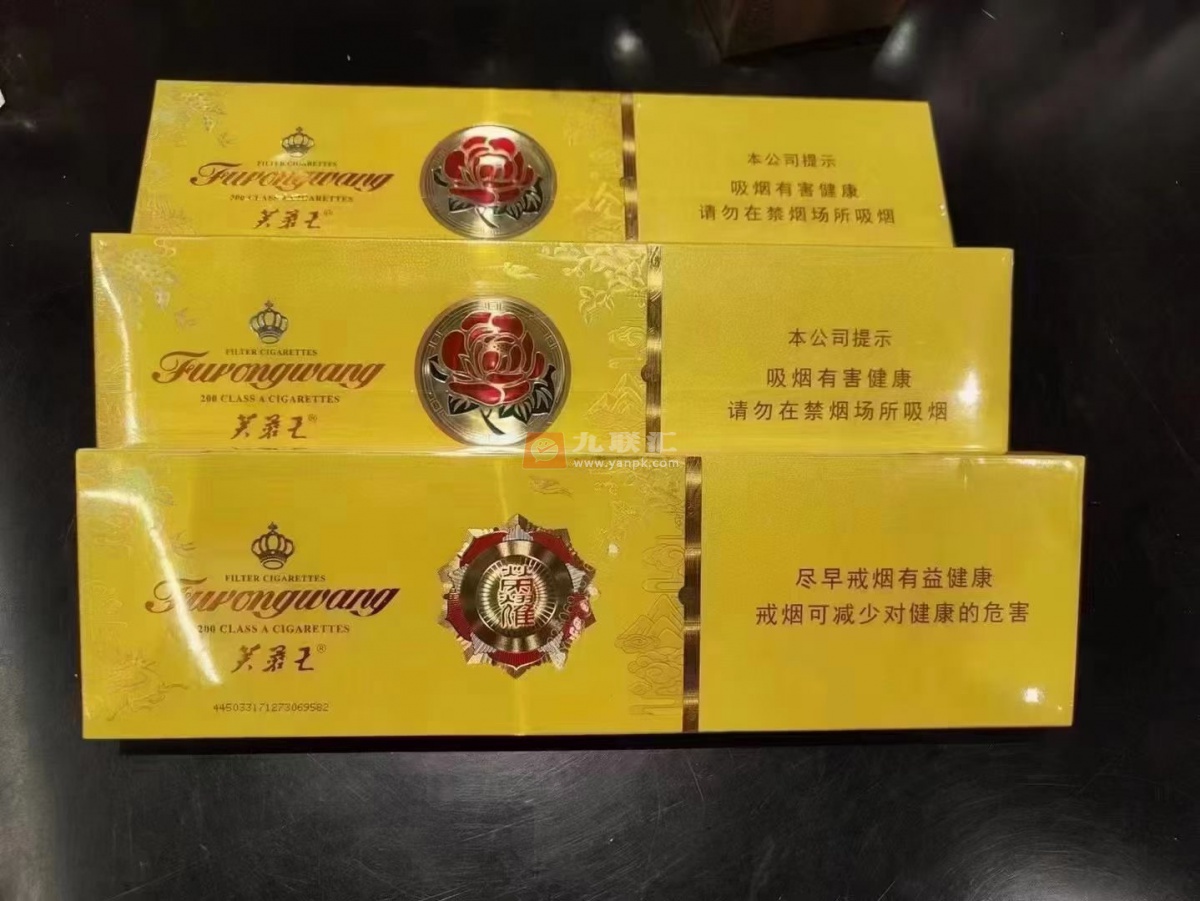 FILTER CIGARETTES
Furongwang
200 CLASS A CIGARETTES
芙蓉王
本公司提示
吸烟有害健康
请勿在禁烟场所吸烟
FILTER CIGARETTES
Furongwang
200 CLASS A CIGARETTES
芙蓉王®
本公司提示
吸烟有害健康
请勿在禁烟场所吸烟
九联汇
www.yanpk.com
FILTER CIGARETTES
Furongwang
200 CLASS A CIGARETTES
芙蓉王®
445033171273069582
尽早戒烟有益健康
戒烟可减少对健康的危害